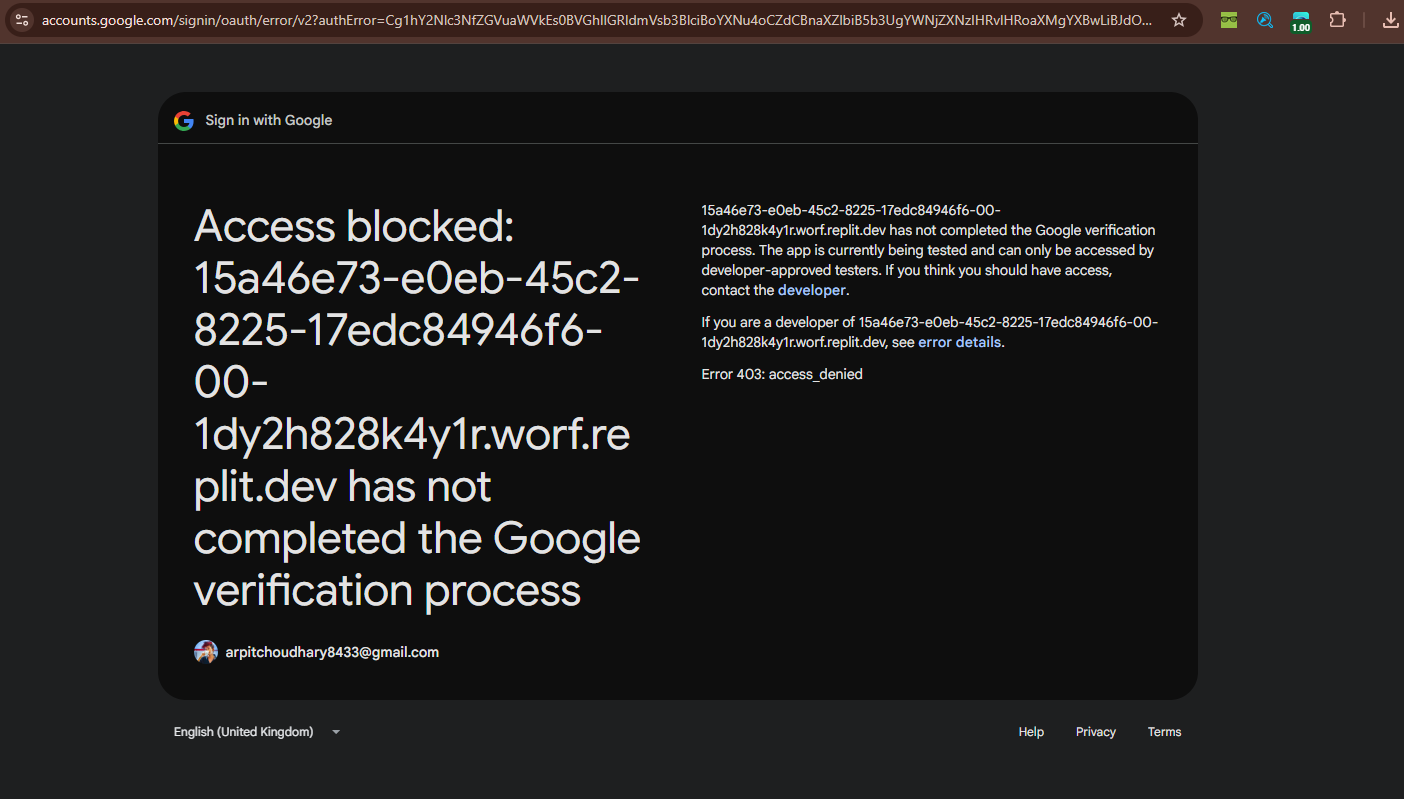 accounts.google.com/signin/oauth/error/v2?authError=Cg1hY2Nlc3NfZGVuaWVkEs0BVGhlIGRldmVsb3BlciBoYXNu4oCZdCBnaXZlbiB5b3UgYWNjZXNzIHRvIHRoaXMgYXBwLiBJdO...
1.00
Sign in with Google
Access blocked:
15a46e73-e0eb-45c2-
8225-17edc84946f6-
00-
1dy2h828k4y1r.worf.re
plit.dev has not
completed the Google
verification process
arpitchoudhary8433@gmail.com
15a46e73-e0eb-45c2-8225-17edc84946f6-00-
1dy2h828k4y1r.worf.replit.dev has not completed the Google verification
process. The app is currently being tested and can only be accessed by
developer-approved testers. If you think you should have access,
contact the developer.
If you are a developer of 15a46e73-e0eb-45c2-8225-17edc84946f6-00-
1dy2h828k4y1r.worf.replit.dev, see error details.
Error 403: access_denied
English (United Kingdom)
Help
Privacy
Terms